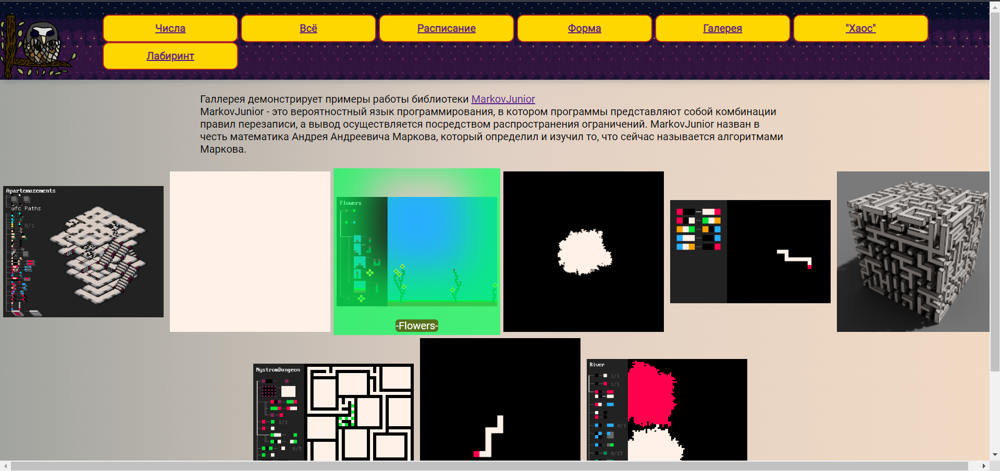 Числа
Всё
Расписание
Форма
Галерея
"Хаос"
Лабиринт
Галлерея демонстрирует примеры работы библиотеки MarkovJunior
MarkovJunior - это вероятностный язык программирования, в котором программы представляют собой комбинации
правил перезаписи, а вывод осуществляется посредством распространения ограничений. MarkovJunior назван в
честь математика Андрея Андреевича Маркова, который определил и изучил то, что сейчас называется алгоритмами
Маркова.
Apartemazements
wfc Paths
0/1
Flowers
-Flowers-
NystromDungeon
1/1
0/5
River
1/1
1/1
0/1
0/13